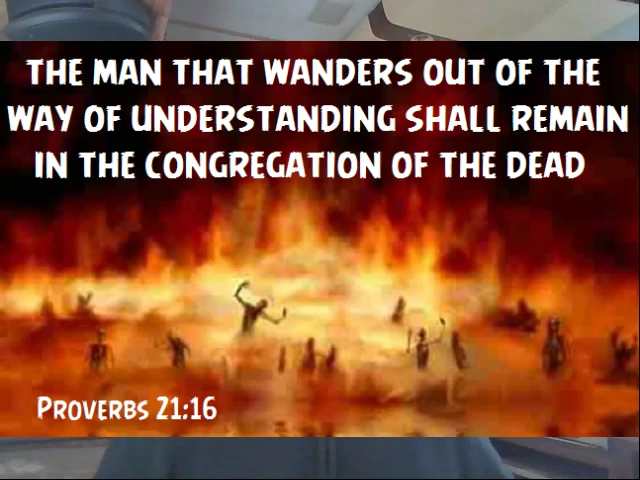 THE MAN THAT WANDERS OUT OF THE
WAY OF UNDERSTANDING SHALL REMAIN
IN THE CONGREGATION OF THE DEAD
PROVERBS 21:16